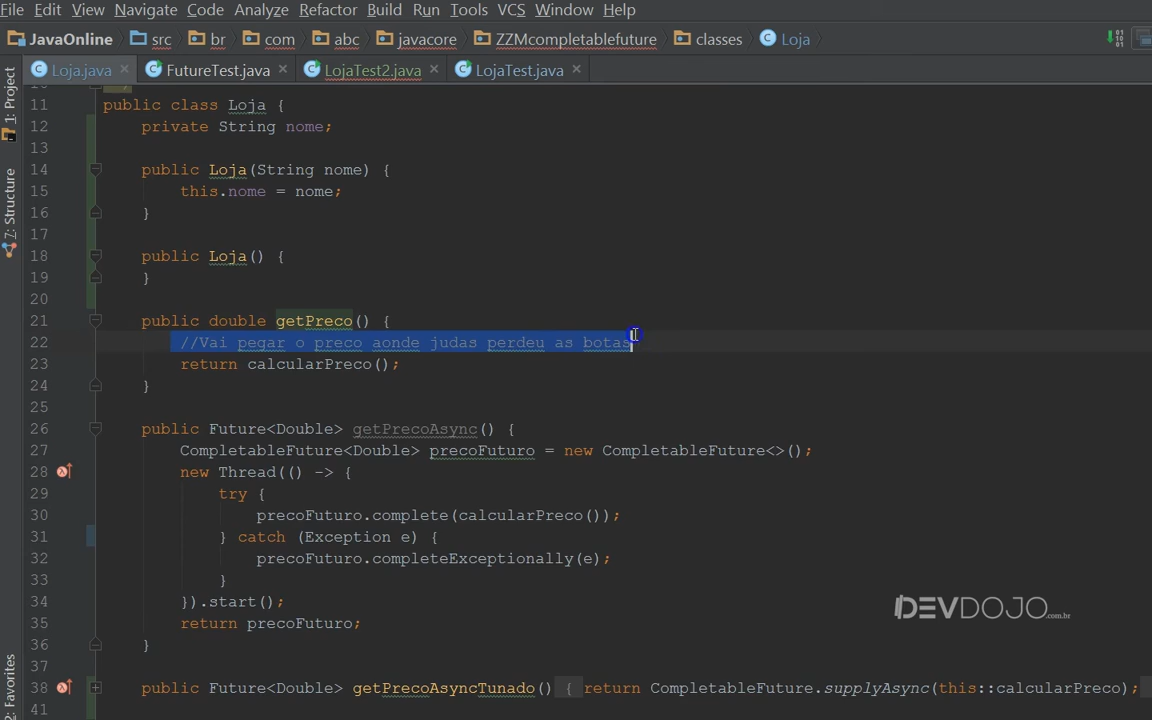 File Edit View Navigate Code Analyze Refactor Build Run Tools VCS Window Help
JavaOnline src br com abc javacore ZZMcompletablefuture classes Loja
Loja.java FutureTest.java LojaTest2.java LojaTest.java
1: Project
7: Structure
2: Favorites
11 public class Loja {
12 private String nome;
13
14 public Loja(String nome) {
15 this.nome = nome;
16 }
17
18 public Loja() {
19 }
20
21 public double getPreco() {
22 //Vai pegar o preco aonde judas perdeu as botas
23 return calcularPreco();
24 }
25
26 public Future<Double> getPrecoAsync() {
27 CompletableFuture<Double> precoFuturo = new CompletableFuture<>();
28 new Thread(() -> {
29 try {
30 precoFuturo.complete(calcularPreco());
31 } catch (Exception e) {
32 precoFuturo.completeExceptionally(e);
33 }
34 }).start();
35 return precoFuturo;
36 }
37
38 public Future<Double> getPrecoAsyncTunado() { return CompletableFuture.supplyAsync(this::calcularPreco);
41
DEVDOJO.com.br